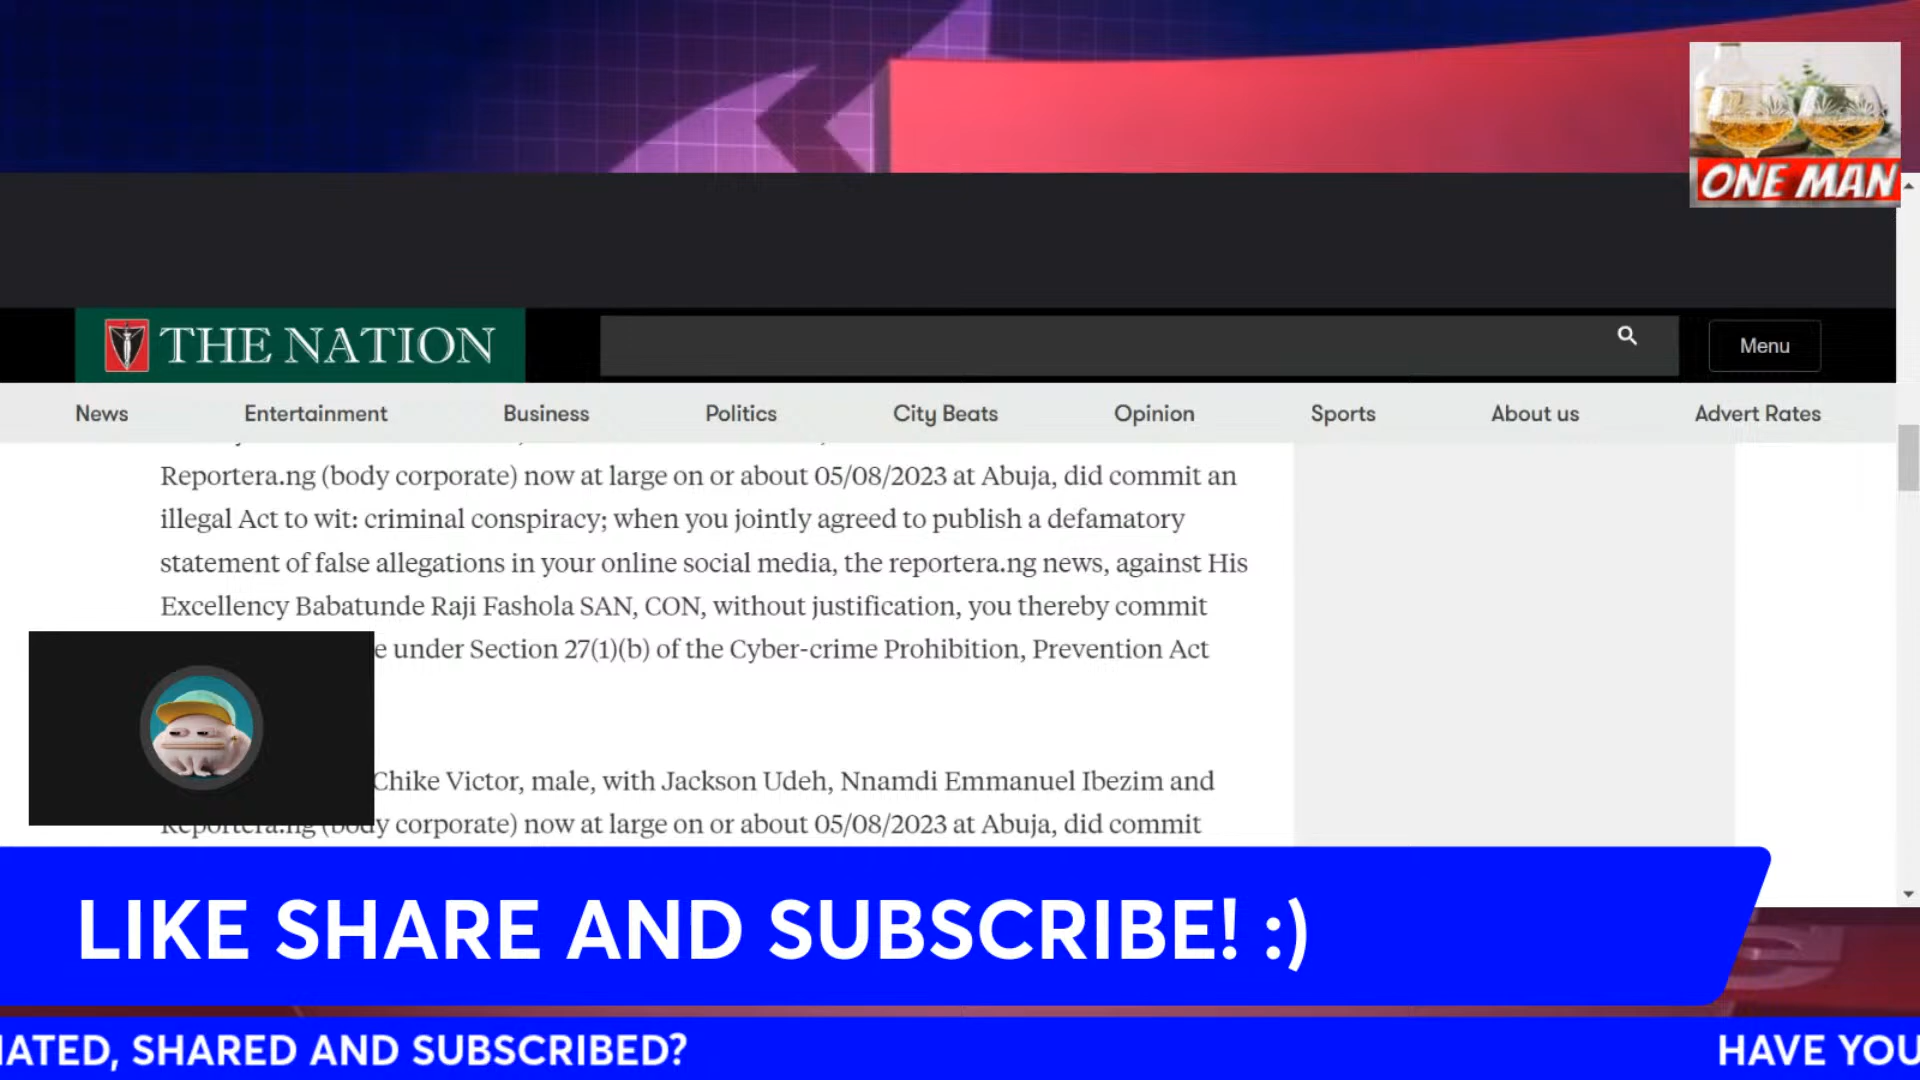 ONE MAN
THE NATION
Menu
News Entertainment Business Politics City Beats Opinion Sports About us Advert Rates
Reportera.ng (body corporate) now at large on or about 05/08/2023 at Abuja, did commit an
illegal Act to wit: criminal conspiracy; when you jointly agreed to publish a defamatory
statement of false allegations in your online social media, the reportera.ng news, against His
Excellency Babatunde Raji Fashola SAN, CON, without justification, you thereby commit
e under Section 27(1)(b) of the Cyber-crime Prohibition, Prevention Act
Chike Victor, male, with Jackson Udeh, Nnamdi Emmanuel Ibezim and
Reportera.ng (body corporate) now at large on or about 05/08/2023 at Abuja, did commit
LIKE SHARE AND SUBSCRIBE! :)
IATED, SHARED AND SUBSCRIBED? HAVE YOU